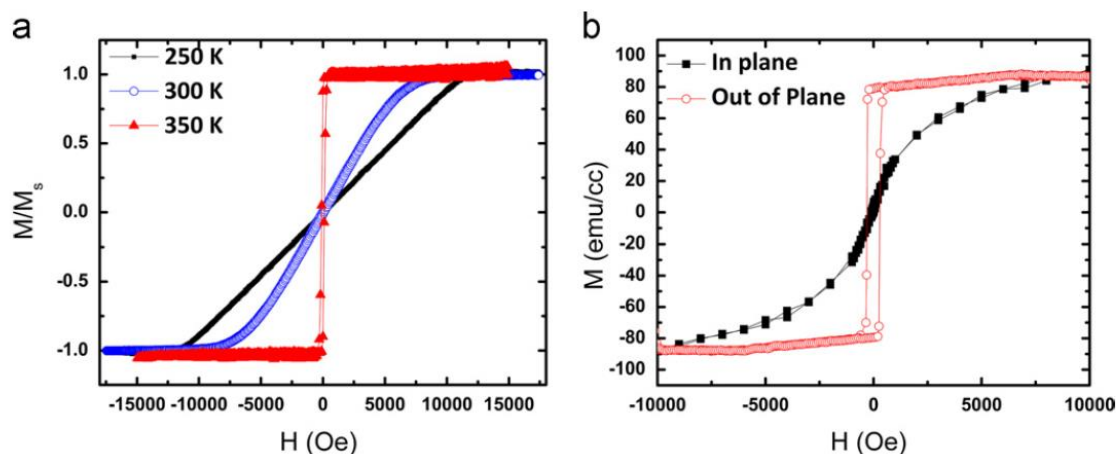 a
250 K
300 K
350 K
1.0
0.5
0.0
-0.5
-1.0
M/Ms
-15000 -10000 -5000 0 5000 10000 15000
H (Oe)
b
In plane
Out of Plane
100
80
60
40
20
0
-20
-40
-60
-80
-100
M (emu/cc)
-10000 -5000 0 5000 10000
H (Oe)